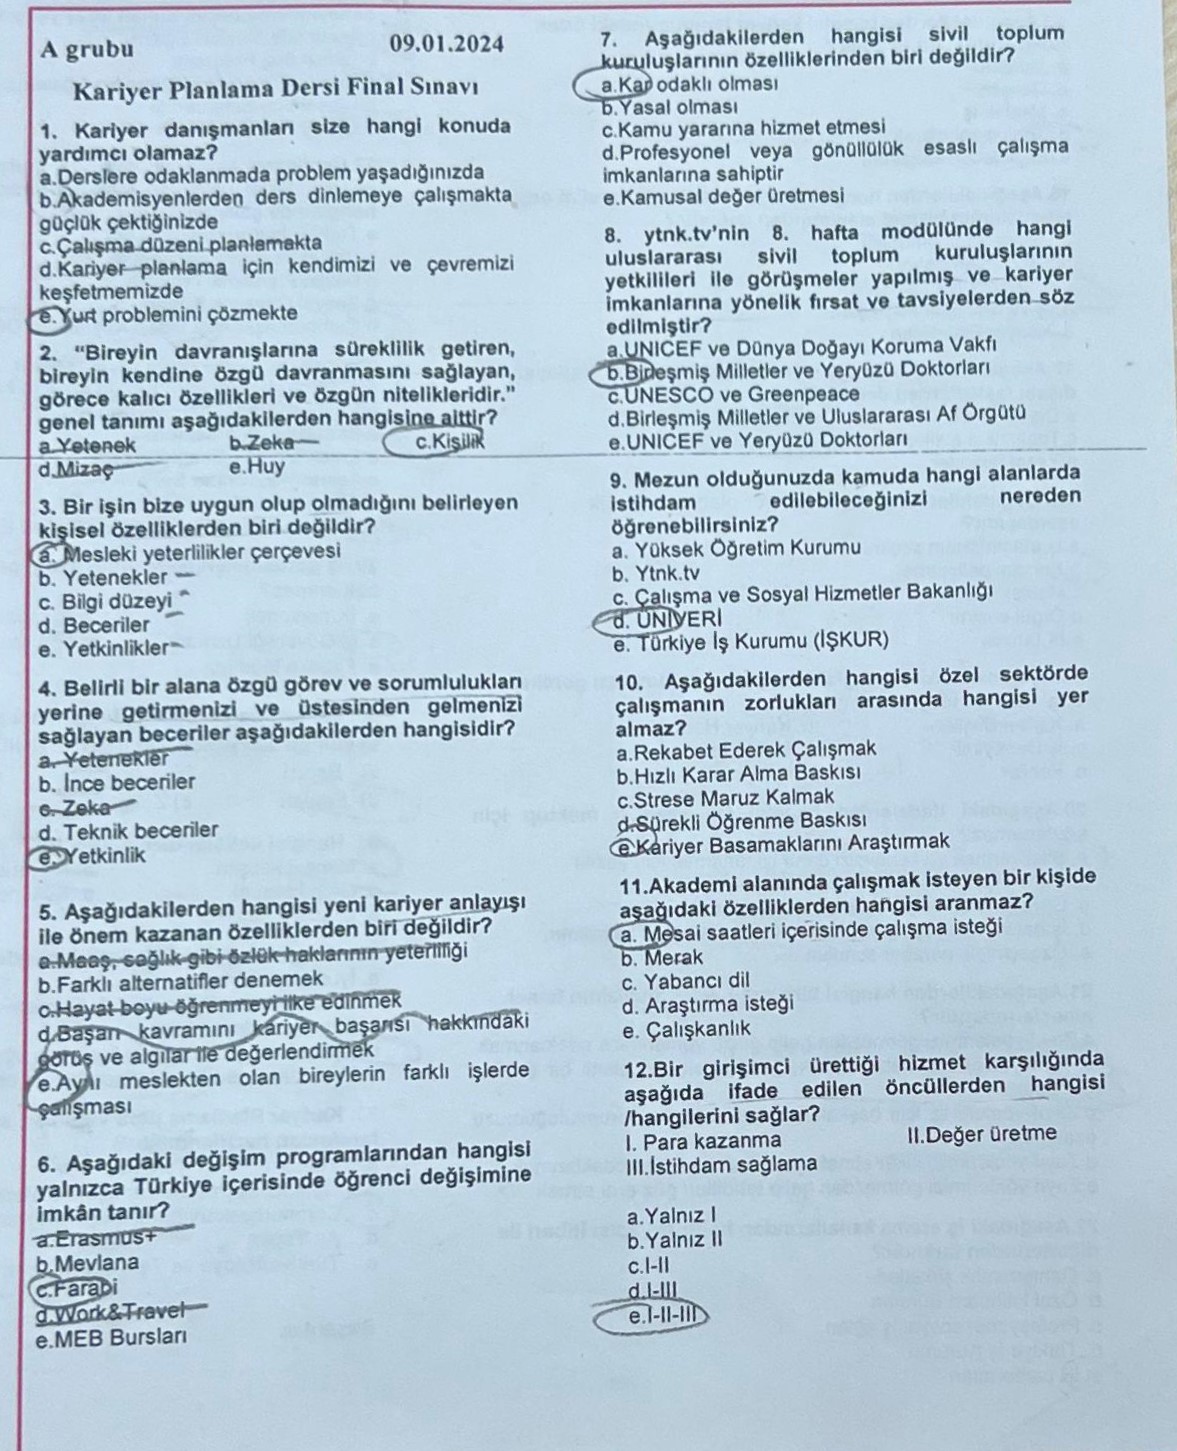 A grubu
09.01.2024
Kariyer Planlama Dersi Final Sınavı
1. Kariyer danışmanları size hangi konuda
yardımcı olamaz?
a.Derslere odaklanmada problem yaşadığınızda
b.Akademisyenlerden ders dinlemeye çalışmakta
güçlük çektiğinizde
c.Çalışma düzeni planlamakta
d.Kariyer planlama için kendimizi ve çevremizi
keşfetmemizde
e.Yurt problemini çözmekte
2. “Bireyin davranışlarına süreklilik getiren,
bireyin kendine özgü davranmasını sağlayan,
görece kalıcı özellikleri ve özgün nitelikleridir.”
genel tanımı aşağıdakilerden hangisine aittir?
a.Yetenek b.Zeka c.Kişilik
d.Mizaç e.Huy
3. Bir işin bize uygun olup olmadığını belirleyen
kişisel özelliklerden biri değildir?
a. Mesleki yeterlilikler çerçevesi
b. Yetenekler
c. Bilgi düzeyi
d. Beceriler
e. Yetkinlikler
4. Belirli bir alana özgü görev ve sorumlulukları
yerine getirmenizi ve üstesinden gelmenizi
sağlayan beceriler aşağıdakilerden hangisidir?
a. Yetenekler
b. İnce beceriler
c. Zeka
d. Teknik beceriler
e. Yetkinlik
5. Aşağıdakilerden hangisi yeni kariyer anlayışı
ile önem kazanan özelliklerden biri değildir?
a.Maaş, sağlık gibi özlük haklarının yeterliliği
b.Farklı alternatifler denemek
c.Hayat boyu öğrenmeyi ilke edinmek
d.Başarı kavramını kariyer başarısı hakkındaki
görüş ve algılar ile değerlendirmek
e.Aynı meslekten olan bireylerin farklı işlerde
çalışması
6. Aşağıdaki değişim programlarından hangisi
yalnızca Türkiye içerisinde öğrenci değişimine
imkân tanır?
a.Erasmus+
b.Mevlana
c.Farabi
d.Work&Travel
e.MEB Bursları
7. Aşağıdakilerden hangisi sivil toplum
kuruluşlarının özelliklerinden biri değildir?
a.Kar odaklı olması
b.Yasal olması
c.Kamu yararına hizmet etmesi
d.Profesyonel veya gönüllülük esaslı çalışma
imkanlarına sahiptir
e.Kamusal değer üretmesi
8. ytnk.tv’nin 8. hafta modülünde hangi
uluslararası sivil toplum kuruluşlarının
yetkilileri ile görüşmeler yapılmış ve kariyer
imkanlarına yönelik fırsat ve tavsiyelerden söz
edilmiştir?
a.UNICEF ve Dünya Doğayı Koruma Vakfı
b.Birleşmiş Milletler ve Yeryüzü Doktorları
c.UNESCO ve Greenpeace
d.Birleşmiş Milletler ve Uluslararası Af Örgütü
e.UNICEF ve Yeryüzü Doktorları
9. Mezun olduğunuzda kamuda hangi alanlarda
istihdam edilebileceğinizi nereden
öğrenebilirsiniz?
a. Yüksek Öğretim Kurumu
b. Ytnk.tv
c. Çalışma ve Sosyal Hizmetler Bakanlığı
d. ÜNİVERİ
e. Türkiye İş Kurumu (İŞKUR)
10. Aşağıdakilerden hangisi özel sektörde
çalışmanın zorlukları arasında hangisi yer
almaz?
a.Rekabet Ederek Çalışmak
b.Hızlı Karar Alma Baskısı
c.Strese Maruz Kalmak
d.Sürekli Öğrenme Baskısı
e.Kariyer Basamaklarını Araştırmak
11.Akademi alanında çalışmak isteyen bir kişide
aşağıdaki özelliklerden hangisi aranmaz?
a. Mesai saatleri içerisinde çalışma isteği
b. Merak
c. Yabancı dil
d. Araştırma isteği
e. Çalışkanlık
12.Bir girişimci ürettiği hizmet karşılığında
aşağıda ifade edilen öncüllerden hangisi
/hangilerini sağlar?
I. Para kazanma II.Değer üretme
III.İstihdam sağlama
a.Yalnız I
b.Yalnız II
c.I-II
d.I-III
e.I-II-III